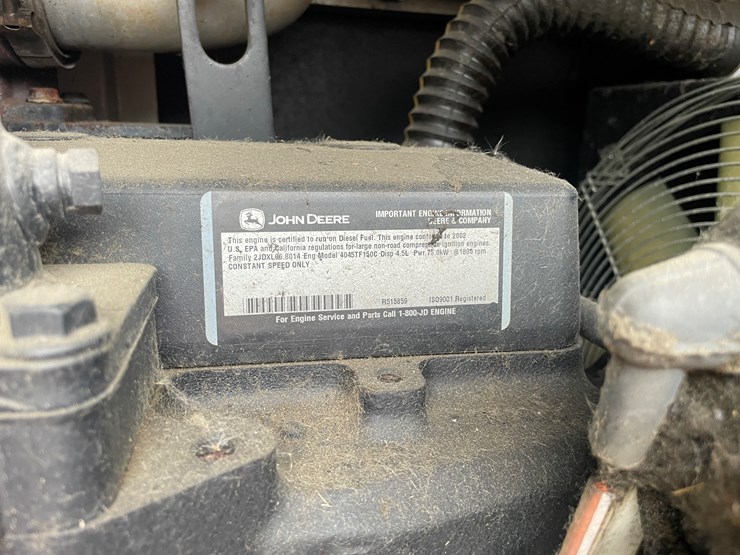 JOHN DEERE
IMPORTANT ENGINE INFORMATION
DEERE & COMPANY
This engine is certified to run on Diesel Fuel. This engine conforms to 2002
U.S. EPA and California regulations for large non-road compression ignition engines.
Family 2JDXL06.8014 Eng Model 4045TF150C Disp 4.5L Pwr 75.0kW @ 1800 rpm
CONSTANT SPEED ONLY
RS15859 ISO9001 Registered
For Engine Service and Parts Call 1-800-JD ENGINE